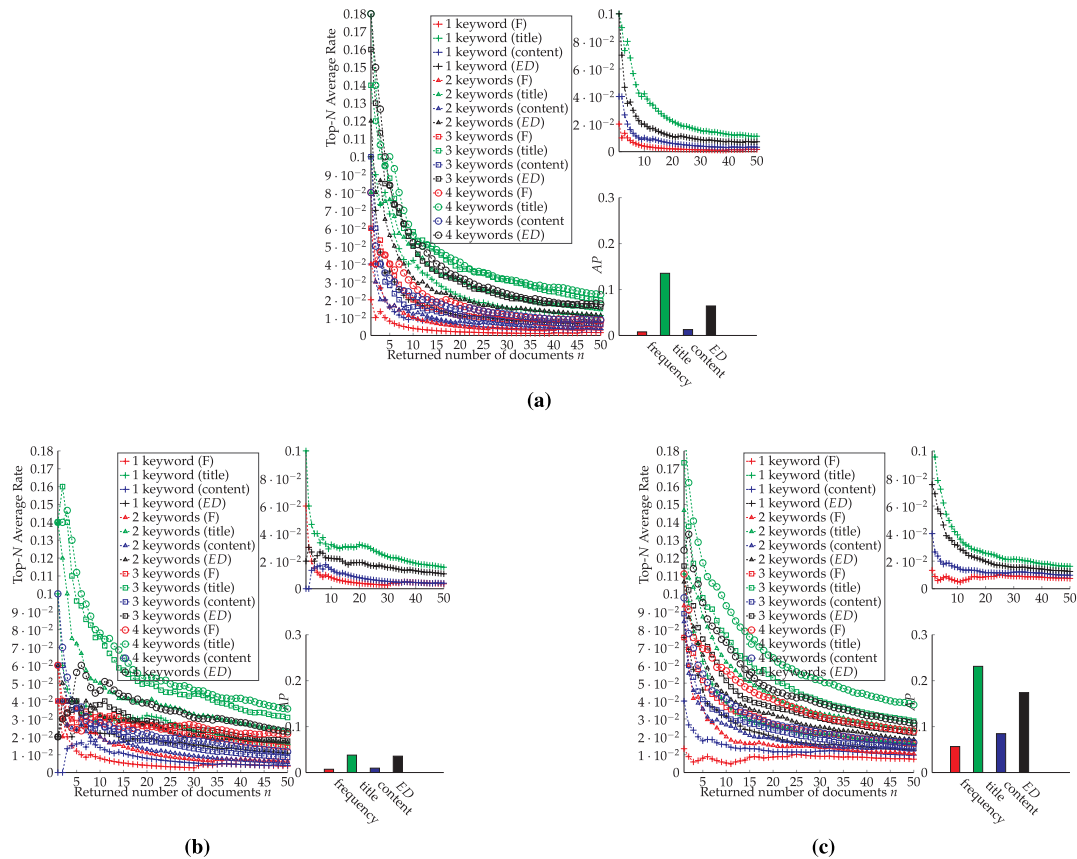 0.18
0.17
0.16
0.15
0.14
0.13
0.12
0.11
0.1
9 · 10⁻²
8 · 10⁻²
7 · 10⁻²
6 · 10⁻²
5 · 10⁻²
4 · 10⁻²
3 · 10⁻²
2 · 10⁻²
1 · 10⁻²
0
Top-N Average Rate
1 keyword (F)
1 keyword (title)
1 keyword (content)
1 keyword (ED)
2 keywords (F)
2 keywords (title)
2 keywords (content)
2 keywords (ED)
3 keywords (F)
3 keywords (title)
3 keywords (content)
3 keywords (ED)
4 keywords (F)
4 keywords (title)
4 keywords (content
4 keywords (ED)
5 10 15 20 25 30 35 40 45 50
Returned number of documents n
0.1
8 · 10⁻²
6 · 10⁻²
4 · 10⁻²
2 · 10⁻²
10 20 30 40 50
0.3
0.2
0.1
0
AP
frequency
title
content
ED
(a)
0.18
0.17
0.16
0.15
0.14
0.13
0.12
0.11
0.1
9 · 10⁻²
8 · 10⁻²
7 · 10⁻²
6 · 10⁻²
5 · 10⁻²
4 · 10⁻²
3 · 10⁻²
2 · 10⁻²
1 · 10⁻²
0
Top-N Average Rate
1 keyword (F)
1 keyword (title)
1 keyword (content)
1 keyword (ED)
2 keywords (F)
2 keywords (title)
2 keywords (content)
2 keywords (ED)
3 keywords (F)
3 keywords (title)
3 keywords (content)
3 keywords (ED)
4 keywords (F)
4 keywords (title)
4 keywords (content
keywords (ED)
5 10 15 20 25 30 35 40 45 50
Returned number of documents n
0.1
8 · 10⁻²
6 · 10⁻²
4 · 10⁻²
2 · 10⁻²
0
10 20 30 40 50
0.3
0.2
0.1
0
AP
frequency
title
content
ED
(b)
0.18
0.17
0.16
0.15
0.14
0.13
0.12
0.11
0.1
9 · 10⁻²
8 · 10⁻²
7 · 10⁻²
6 · 10⁻²
5 · 10⁻²
4 · 10⁻²
3 · 10⁻²
2 · 10⁻²
1 · 10⁻²
0
Top-N Average Rate
1 keyword (F)
1 keyword (title)
1 keyword (content)
1 keyword (ED)
2 keywords (F)
2 keywords (title)
2 keywords (content)
2 keywords (ED)
3 keywords (F)
3 keywords (title)
3 keywords (content)
3 keywords (ED)
4 keywords (F)
4 keywords (title)
4 keywords (content
keywords (ED)
5 10 15 20 25 30 35 40 45 50
Returned number of documents n
0.1
8 · 10⁻²
6 · 10⁻²
4 · 10⁻²
2 · 10⁻²
0
10 20 30 40 50
0.3
0.2
0.1
0
frequency
title
content
ED
(c)